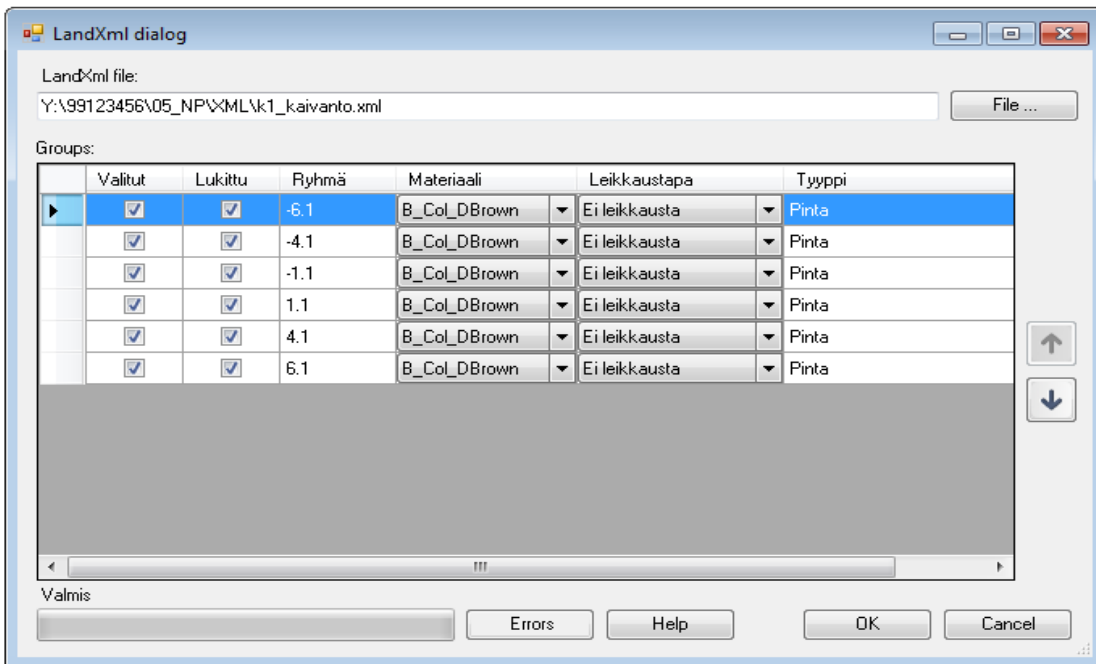 LandXml dialog
LandXml file:
Y:\99123456\05_NP\XML\k1_kaivanto.xml File ...
Groups:
Valitut Lukittu Ryhmä Materiaali Leikkaustapa Tyyppi
-6.1 B_Col_DBrown Ei leikkausta Pinta
-4.1 B_Col_DBrown Ei leikkausta Pinta
-1.1 B_Col_DBrown Ei leikkausta Pinta
1.1 B_Col_DBrown Ei leikkausta Pinta
4.1 B_Col_DBrown Ei leikkausta Pinta
6.1 B_Col_DBrown Ei leikkausta Pinta
Valmis
Errors Help OK Cancel